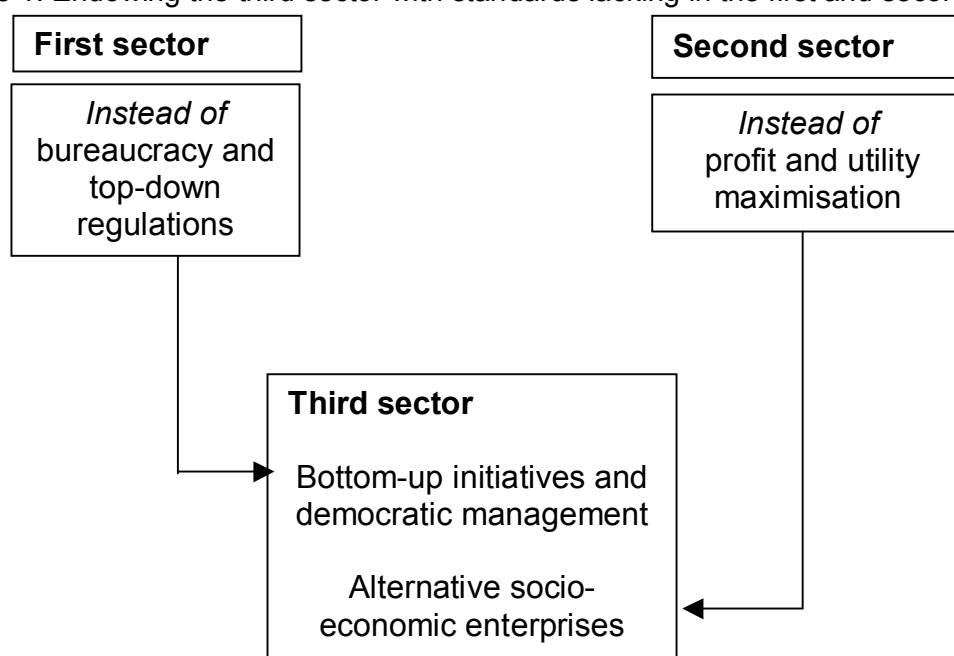 1. Endowing the third sector with standards lacking in the first and
First sector
Second sector
Instead of
bureaucracy and
top-down
regulations
Instead of
profit and utility
maximisation
Third sector
Bottom-up initiatives and
democratic management
Alternative socio-
economic enterprises